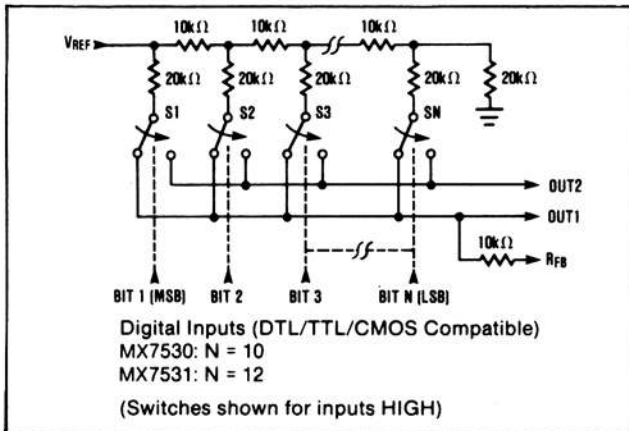 10kΩ 10kΩ 10kΩ
VREF
20kΩ 20kΩ 20kΩ 20kΩ 20kΩ
S1 S2 S3 SN
OUT2
OUT1
10kΩ
RFB
BIT 1 (MSB) BIT 2 BIT 3 BIT N (LSB)
Digital Inputs (DTL/TTL/CMOS Compatible)
MX7530: N = 10
MX7531: N = 12
(Switches shown for inputs HIGH)